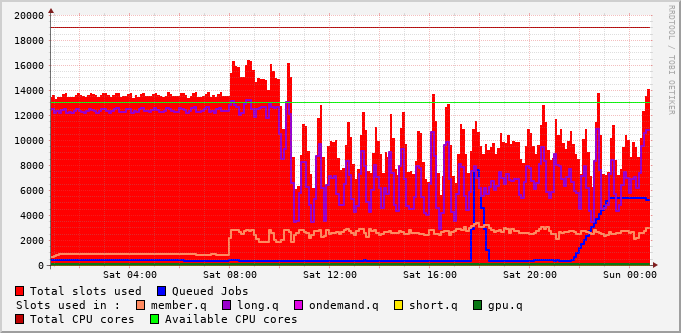 20000
18000
16000
14000
12000
10000
8000
6000
4000
2000
0
Sat 04:00 Sat 08:00 Sat 12:00 Sat 16:00 Sat 20:00 Sun 00:00
RRDTOOL / TOBI OETIKER
Total slots used Queued Jobs
Slots used in : member.q long.q ondemand.q short.q gpu.q
Total CPU cores Available CPU cores